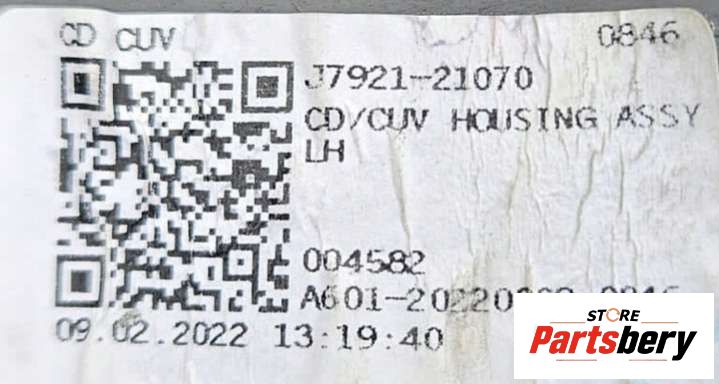 CD CUV 0846
J7921-21070
CD/CUV HOUSING ASSY
LH
004582
09.02.2022 13:19:40
STORE
Partsbery